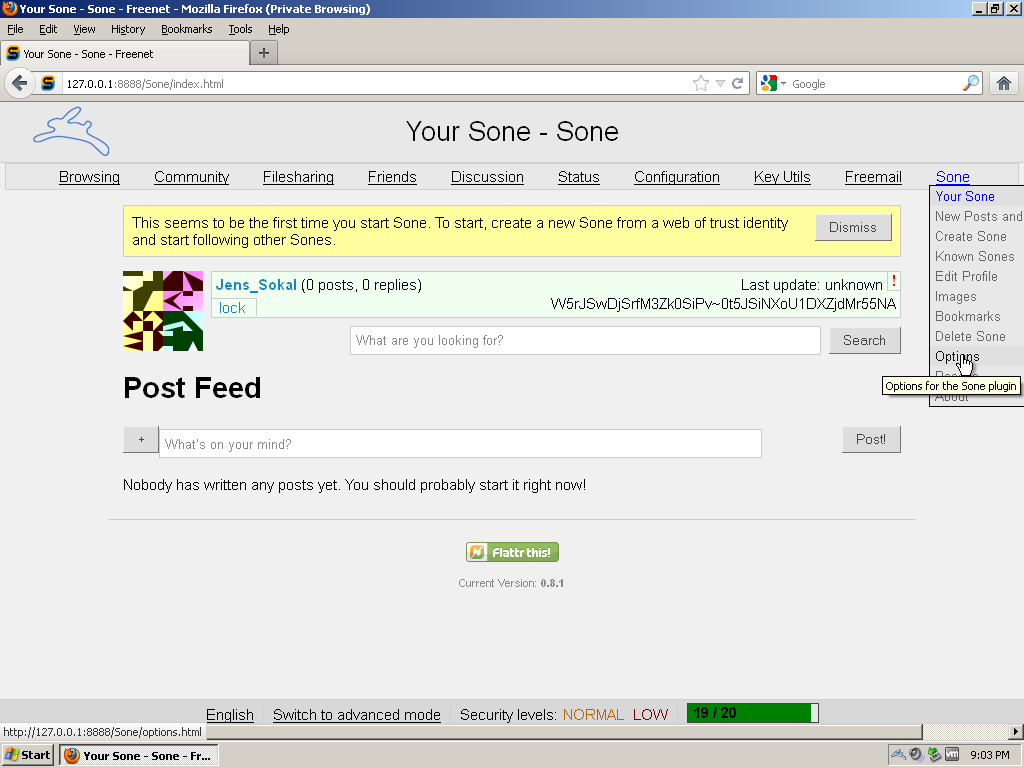 Your Sone - Sone - Freenet - Mozilla Firefox (Private Browsing)
File Edit View History Bookmarks Tools Help
Your Sone - Sone - Freenet
127.0.0.1:8888/Sone/index.html
Google
Your Sone - Sone
Browsing Community Filesharing Friends Discussion Status Configuration Key Utils Freemail Sone
Your Sone
New Posts and
Create Sone
Known Sones
Edit Profile
Images
Bookmarks
Delete Sone
Options
Options for the Sone plugin
About
This seems to be the first time you start Sone. To start, create a new Sone from a web of trust identity
and start following other Sones.
Dismiss
Jens_Sokal (0 posts, 0 replies)
Last update: unknown !
lock
W5rJSwDjSrfM3Zk0SiPv~0t5JSiNXoU1DXZjdMr55NA
What are you looking for?
Search
Post Feed
+
What's on your mind?
Post!
Nobody has written any posts yet. You should probably start it right now!
Flattr this!
Current Version: 0.8.1
English Switch to advanced mode Security levels: NORMAL LOW 19 / 20
http://127.0.0.1:8888/Sone/options.html
Start
Your Sone - Sone - Fr...
vm
9:03 PM